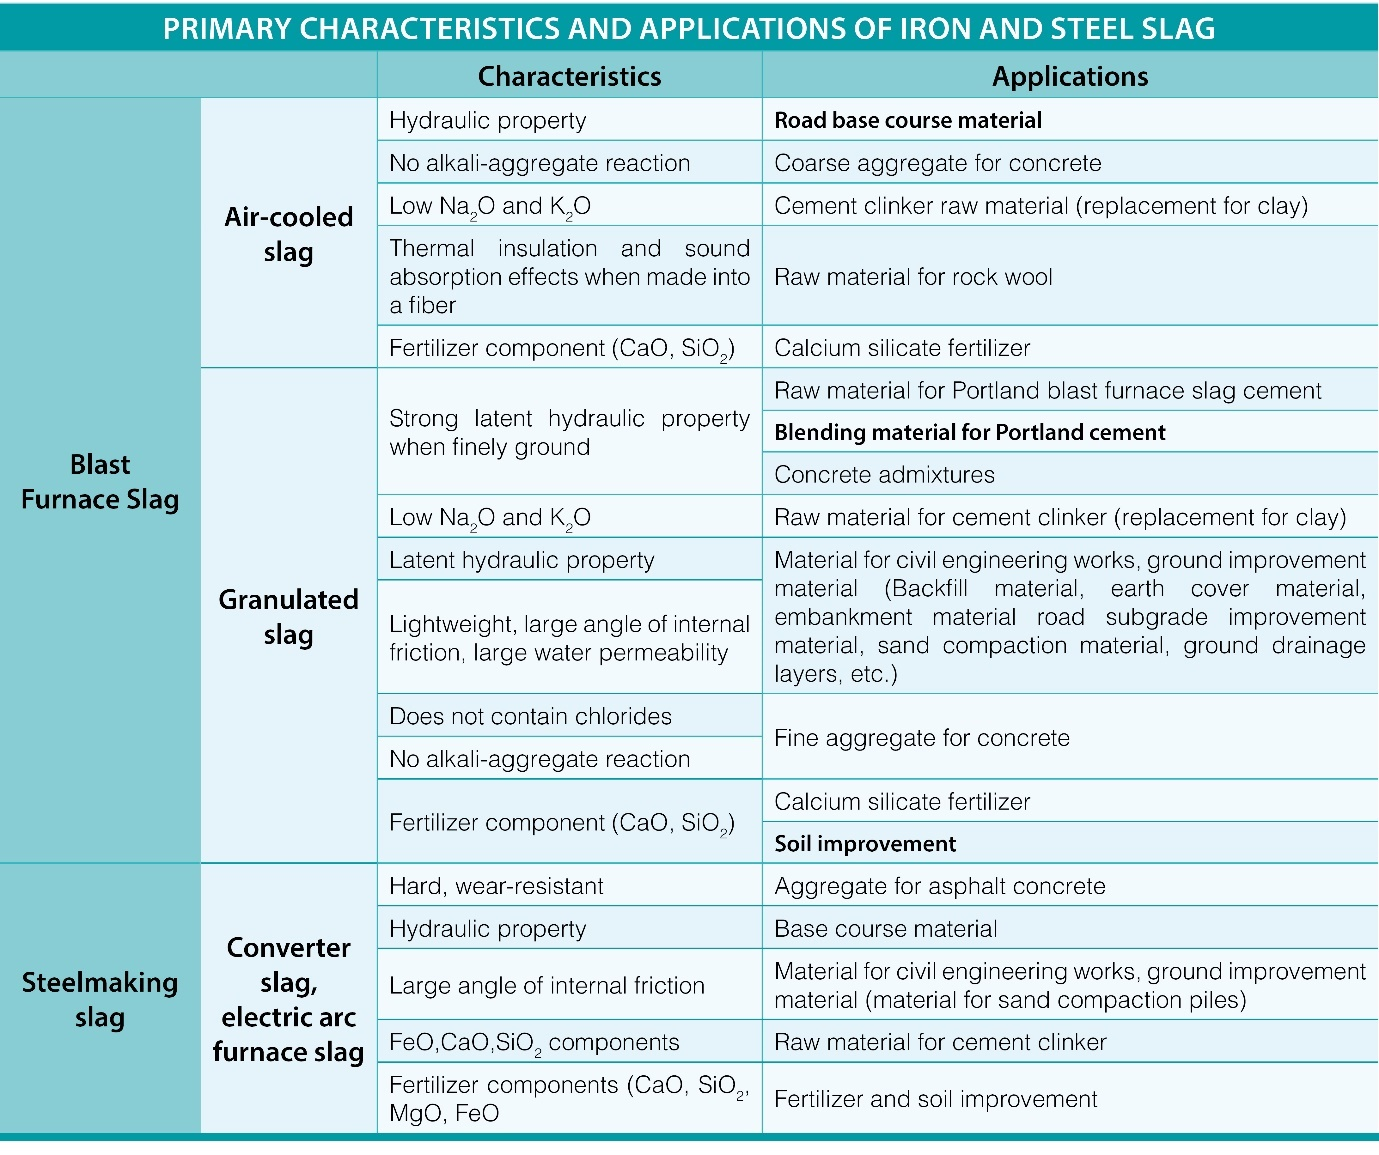 PRIMARY CHARACTERISTICS AND APPLICATIONS OF IRON AND STEEL SLAG
Characteristics
Applications
Blast
Furnace Slag
Air-cooled
slag
Hydraulic property
Road base course material
No alkali-aggregate reaction
Coarse aggregate for concrete
Low Na₂O and K₂O
Cement clinker raw material (replacement for clay)
Thermal insulation and sound
absorption effects when made into
a fiber
Raw material for rock wool
Fertilizer component (CaO, SiO₂)
Calcium silicate fertilizer
Granulated
slag
Strong latent hydraulic property
when finely ground
Raw material for Portland blast furnace slag cement
Blending material for Portland cement
Concrete admixtures
Low Na₂O and K₂O
Raw material for cement clinker (replacement for clay)
Latent hydraulic property
Lightweight, large angle of internal
friction, large water permeability
Material for civil engineering works, ground improvement
material (Backfill material, earth cover material,
embankment material road subgrade improvement
material, sand compaction material, ground drainage
layers, etc.)
Does not contain chlorides
No alkali-aggregate reaction
Fine aggregate for concrete
Fertilizer component (CaO, SiO₂)
Calcium silicate fertilizer
Soil improvement
Steelmaking
slag
Converter
slag,
electric arc
furnace slag
Hard, wear-resistant
Aggregate for asphalt concrete
Hydraulic property
Base course material
Large angle of internal friction
Material for civil engineering works, ground improvement
material (material for sand compaction piles)
FeO,CaO,SiO₂ components
Raw material for cement clinker
Fertilizer components (CaO, SiO₂,
MgO, FeO
Fertilizer and soil improvement